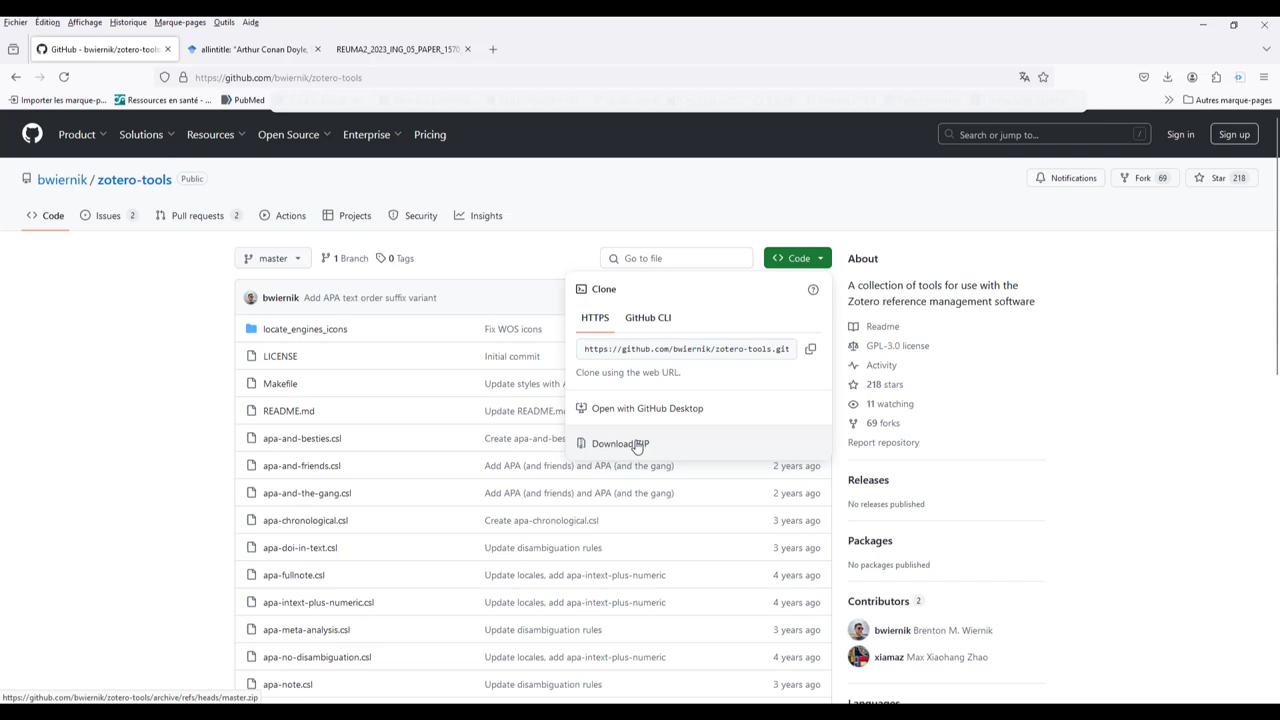 Fichier Édition Affichage Historique Marque-pages Outils Aide
GitHub - bwiernik/zotero-tools: allintitle: "Arthur Conan Doyle, REUMA2_2023_ING_05_PAPER_1570
https://github.com/bwiernik/zotero-tools
Importer les marque-p... Ressources en santé - ... PubMed Autres marque-pages
Product Solutions Resources Open Source Enterprise Pricing Search or jump to... / Sign in Sign up
bwiernik / zotero-tools Public Notifications Fork 69 Star 218
Code Issues 2 Pull requests 2 Actions Projects Security Insights
master 1 Branch 0 Tags Go to file Code
bwiernik Add APA text order suffix variant
locate_engines_icons Fix WOS icons
LICENSE Initial commit
Makefile Update styles with
README.md Update README.m
apa-and-besties.csl Create apa-and-bes
apa-and-friends.csl Add APA (and friends) and APA (and the gang) 2 years ago
apa-and-the-gang.csl Add APA (and friends) and APA (and the gang) 2 years ago
apa-chronological.csl Create apa-chronological.csl 3 years ago
apa-doi-in-text.csl Update disambiguation rules 3 years ago
apa-fullnote.csl Update locales, add apa-intext-plus-numeric 4 years ago
apa-intext-plus-numeric.csl Update locales, add apa-intext-plus-numeric 4 years ago
apa-meta-analysis.csl Update disambiguation rules 3 years ago
apa-no-disambiguation.csl Update locales, add apa-intext-plus-numeric 4 years ago
apa-note.csl Update disambiguation rules 3 years ago
Clone
HTTPS GitHub CLI
https://github.com/bwiernik/zotero-tools.git
Clone using the web URL.
Open with GitHub Desktop
Download ZIP
About
A collection of tools for use with the
Zotero reference management software
Readme
GPL-3.0 license
Activity
218 stars
11 watching
69 forks
Report repository
Releases
No releases published
Packages
No packages published
Contributors 2
bwiernik Brenton M. Wiernik
xiamaz Max Xiaohang Zhao
Languages
https://github.com/bwiernik/zotero-tools/archive/refs/heads/master.zip